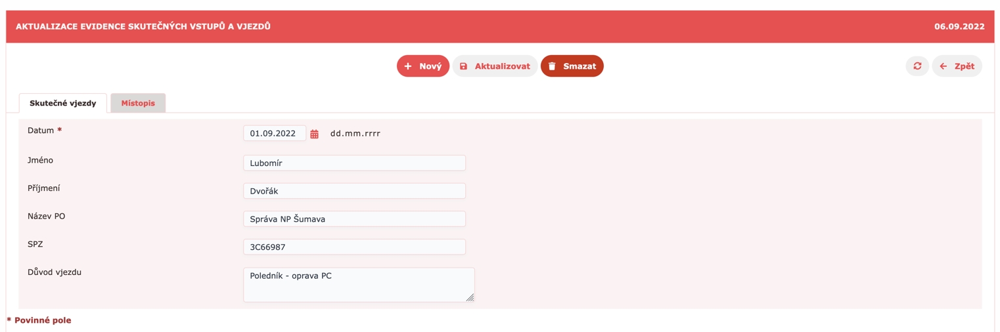 AKTUALIZACE EVIDENCE SKUTEČNÝCH VSTUPŮ A VJEZDŮ 06.09.2022
Nový Aktualizovat Smazat Zpět
Skutečné vjezdy Místopis
Datum * 01.09.2022 dd.mm.rrrr
Jméno Lubomír
Příjmení Dvořák
Název PO Správa NP Šumava
SPZ 3C66987
Důvod vjezdu Poledník - oprava PC
* Povinné pole